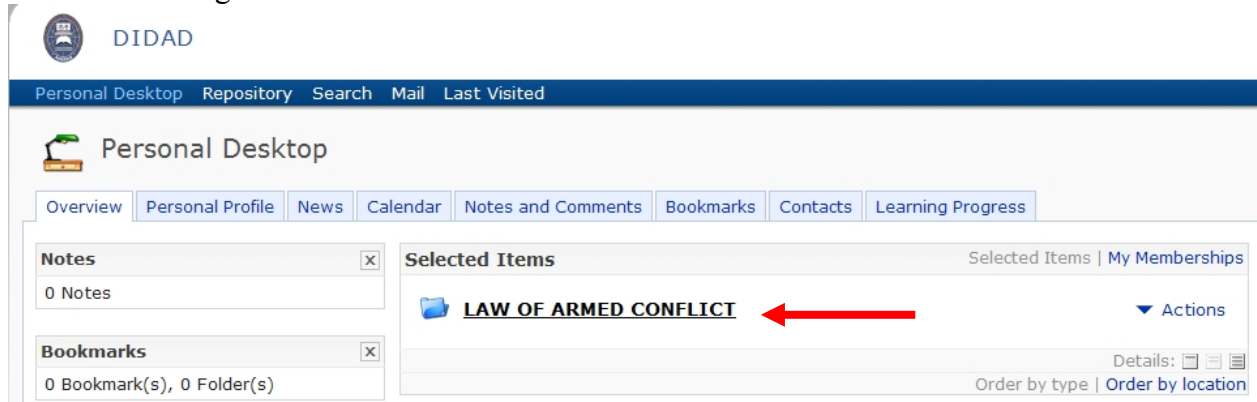 DIDAD
Personal Desktop Repository Search Mail Last Visited
Personal Desktop
Overview Personal Profile News Calendar Notes and Comments Bookmarks Contacts Learning Progress
Notes
0 Notes
Bookmarks
0 Bookmark(s), 0 Folder(s)
Selected Items Selected Items | My Memberships
LAW OF ARMED CONFLICT Actions
Details:
Order by type | Order by location